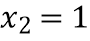 x₂ = 1